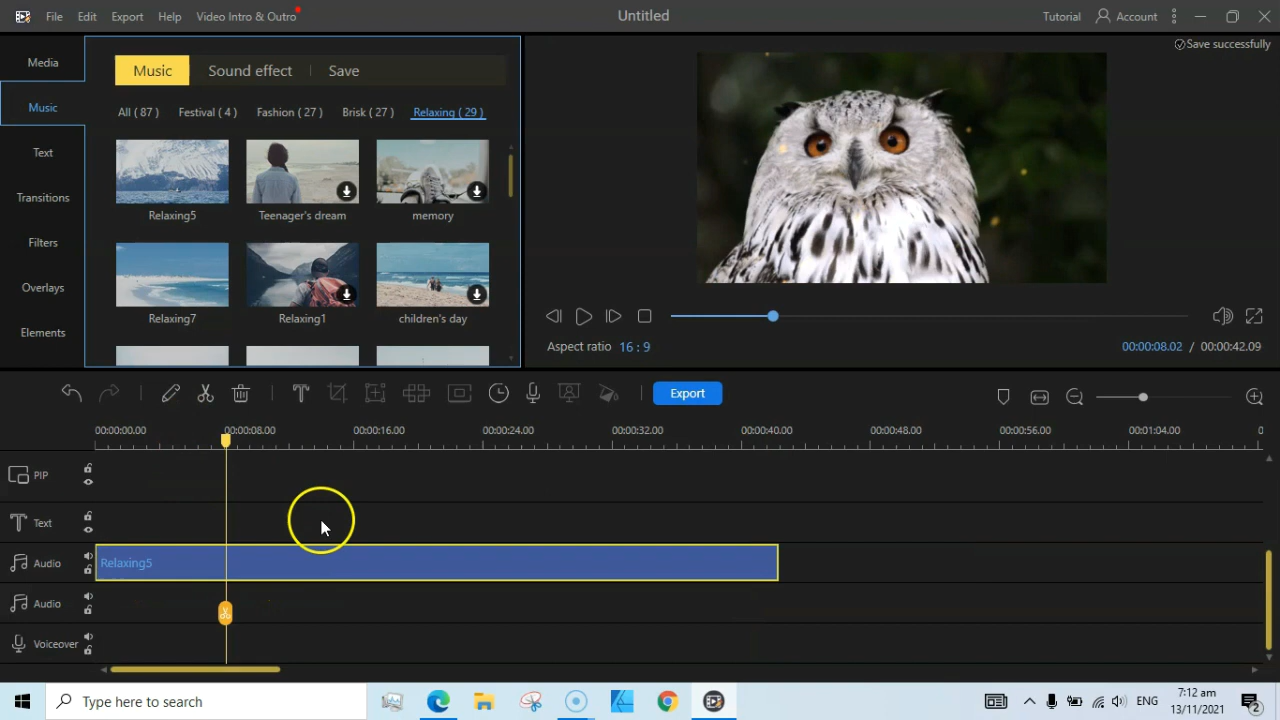 File Edit Export Help Video Intro & Outro Untitled Tutorial Account
Save successfully
Media
Music
Text
Transitions
Filters
Overlays
Elements
Music Sound effect Save
All ( 87 ) Festival ( 4 ) Fashion ( 27 ) Brisk ( 27 ) Relaxing ( 29 )
Relaxing5 Teenager's dream memory
Relaxing7 Relaxing1 children's day
Aspect ratio 16 : 9 00:00:08.02 / 00:00:42.09
Export
00:00:00.00 00:00:08.00 00:00:16.00 00:00:24.00 00:00:32.00 00:00:40.00 00:00:48.00 00:00:56.00 00:01:04.00 0
PIP
Text
Audio Relaxing5
Audio
Voiceover
Type here to search
ENG
7:12 am
13/11/2021
2